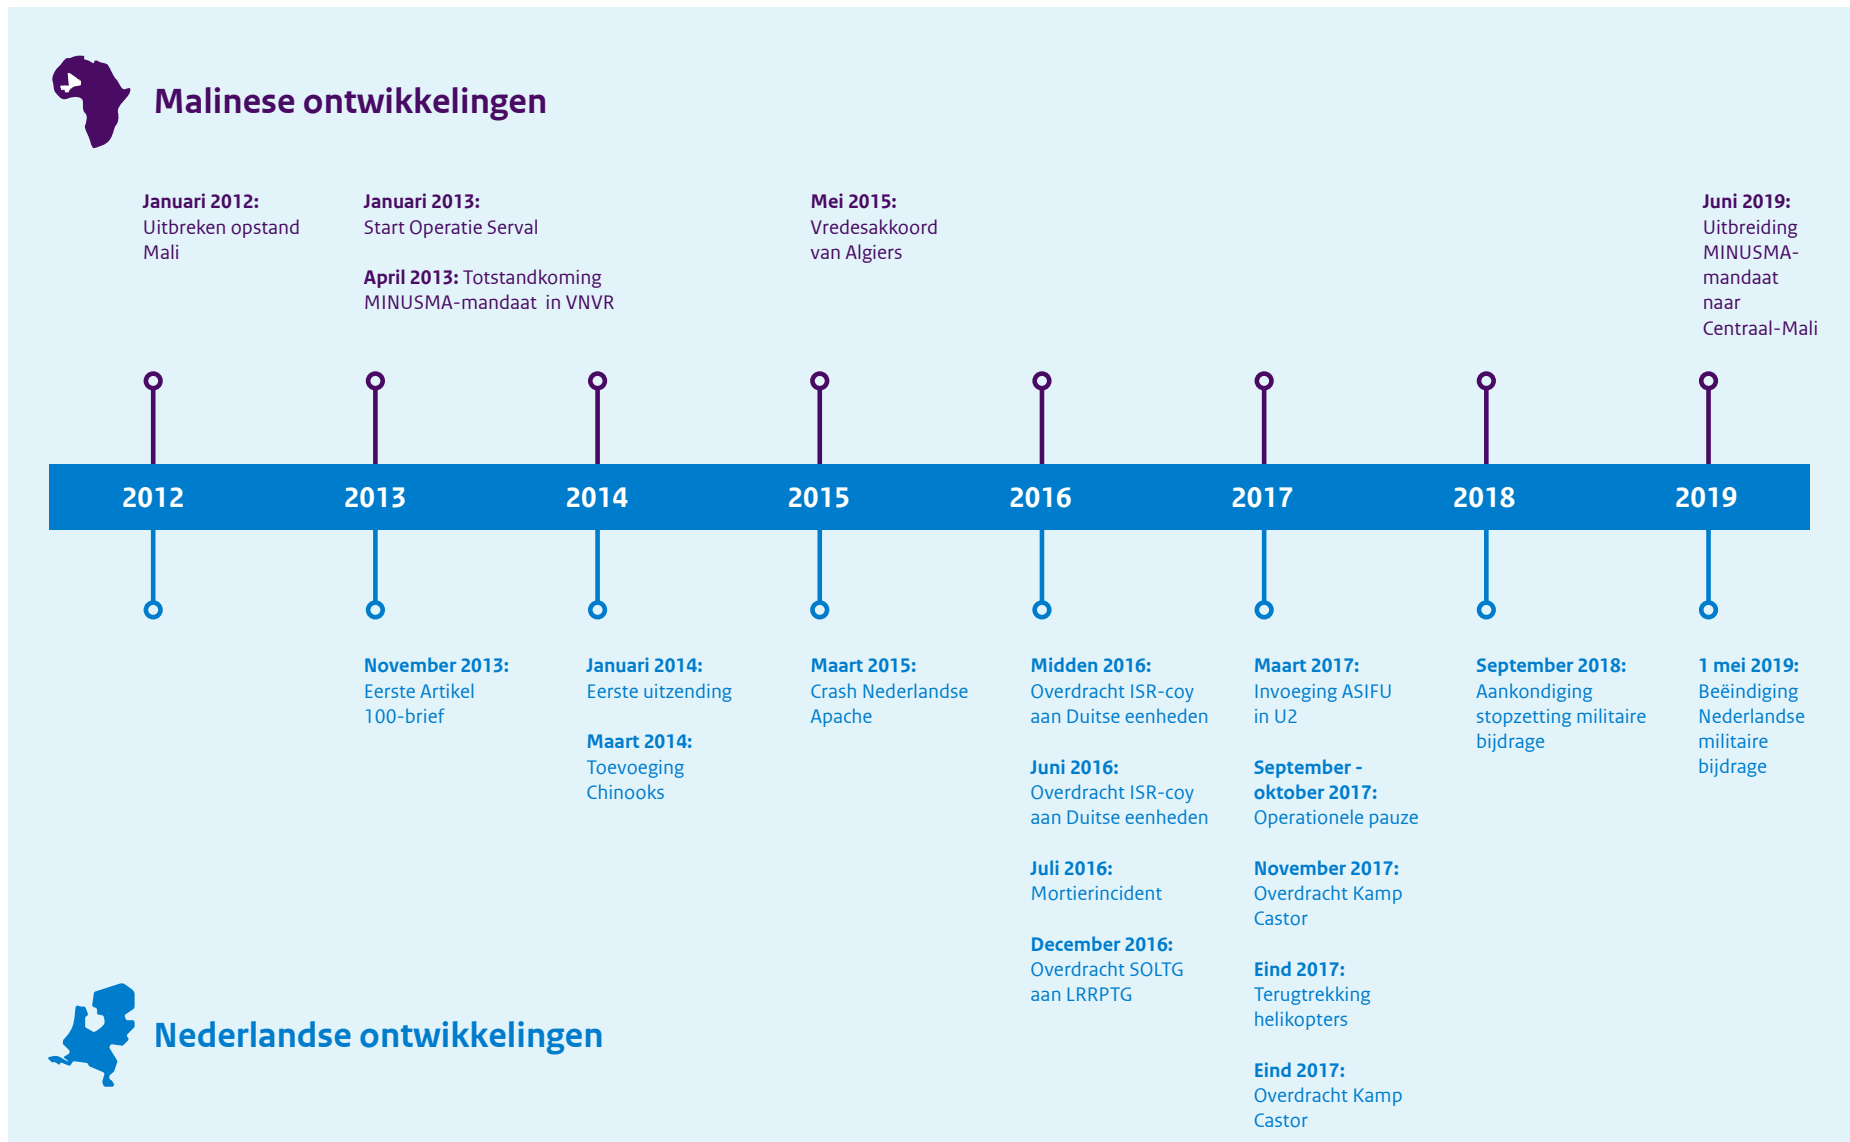 Malinese ontwikkelingen
Januari 2012:
Uitbreken opstand
Mali
Januari 2013:
Start Operatie Serval
April 2013: Totstandkoming
MINUSMA-mandaat in VNVR
Mei 2015:
Vredesakkoord
van Algiers
Juni 2019:
Uitbreiding
MINUSMA-
mandaat
naar
Centraal-Mali
2012
2013
2014
2015
2016
2017
2018
2019
November 2013:
Eerste Artikel
100-brief
Januari 2014:
Eerste uitzending
Maart 2014:
Toevoeging
Chinooks
Maart 2015:
Crash Nederlandse
Apache
Midden 2016:
Overdracht ISR-coy
aan Duitse eenheden
Juni 2016:
Overdracht ISR-coy
aan Duitse eenheden
Juli 2016:
Mortierincident
December 2016:
Overdracht SOLTG
aan LRRPTG
Maart 2017:
Invoeging ASIFU
in U2
September -
oktober 2017:
Operationele pauze
November 2017:
Overdracht Kamp
Castor
Eind 2017:
Terugtrekking
helikopters
Eind 2017:
Overdracht Kamp
Castor
September 2018:
Aankondiging
stopzetting militaire
bijdrage
1 mei 2019:
Beëindiging
Nederlandse
militaire
bijdrage
Nederlandse ontwikkelingen